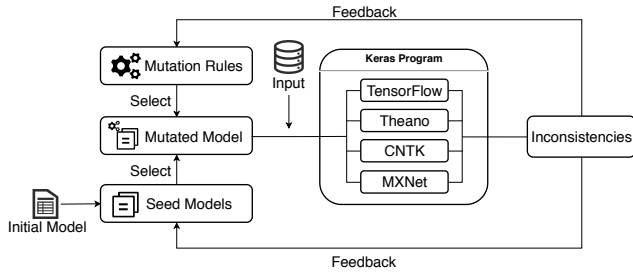 Feedback
Mutation Rules
Select
Mutated Model
Select
Seed Models
Initial Model
Input
Keras Program
TensorFlow
Theano
CNTK
MXNet
Inconsistencies
Feedback